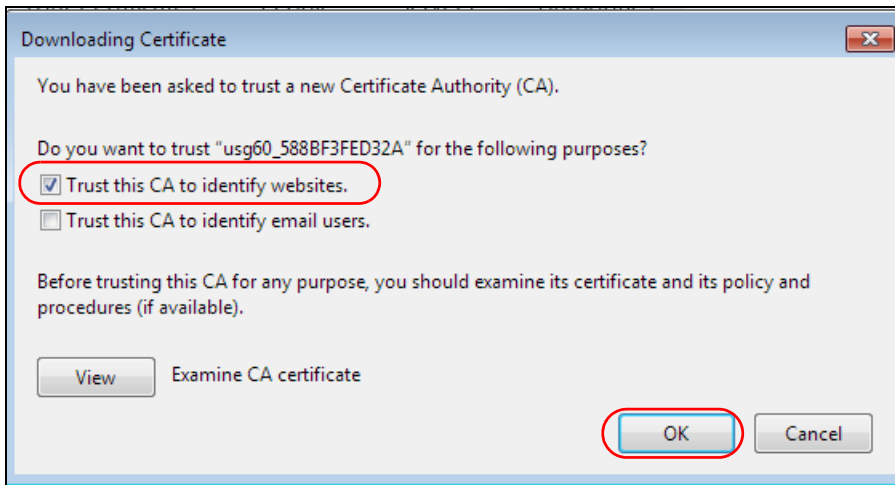 Downloading Certificate
You have been asked to trust a new Certificate Authority (CA).
Do you want to trust “usg60_588BF3FED32A” for the following purposes?
Trust this CA to identify websites.
Trust this CA to identify email users.
Before trusting this CA for any purpose, you should examine its certificate and its policy and
procedures (if available).
View Examine CA certificate
OK Cancel